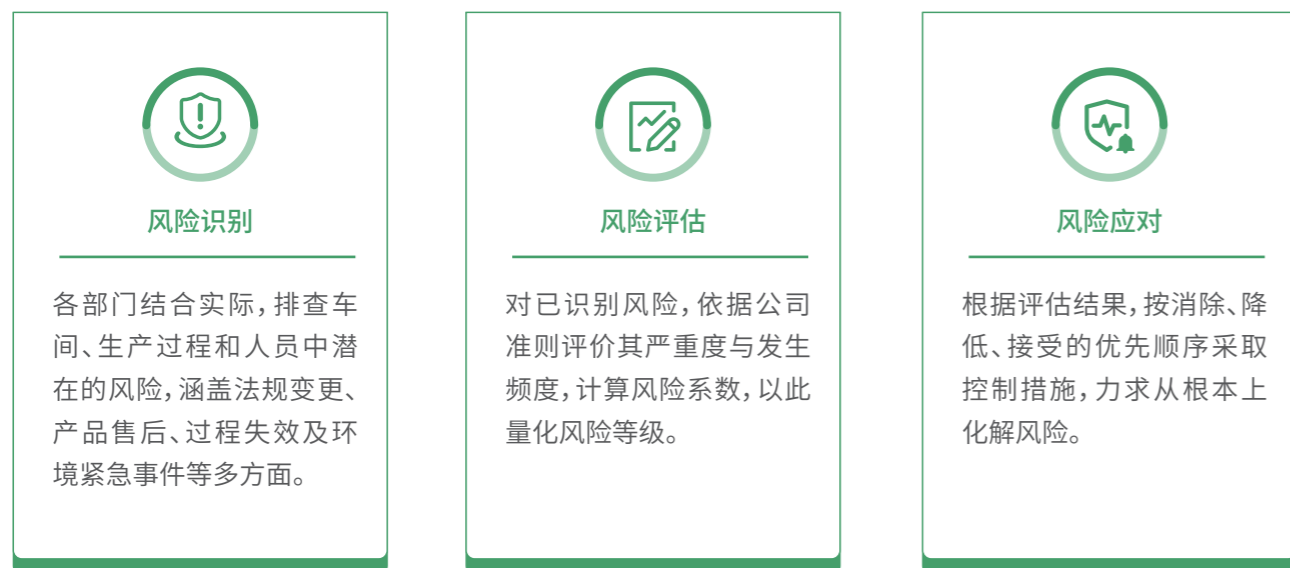 风险识别
各部门结合实际，排查车
间、生产过程和人员中潜
在的风险，涵盖法规变更、
产品售后、过程失效及环
境紧急事件等多方面。
风险评估
对已识别风险，依据公司
准则评价其严重度与发生
频度，计算风险系数，以此
量化风险等级。
风险应对
根据评估结果，按消除、降
低、接受的优先顺序采取
控制措施，力求从根本上
化解风险。